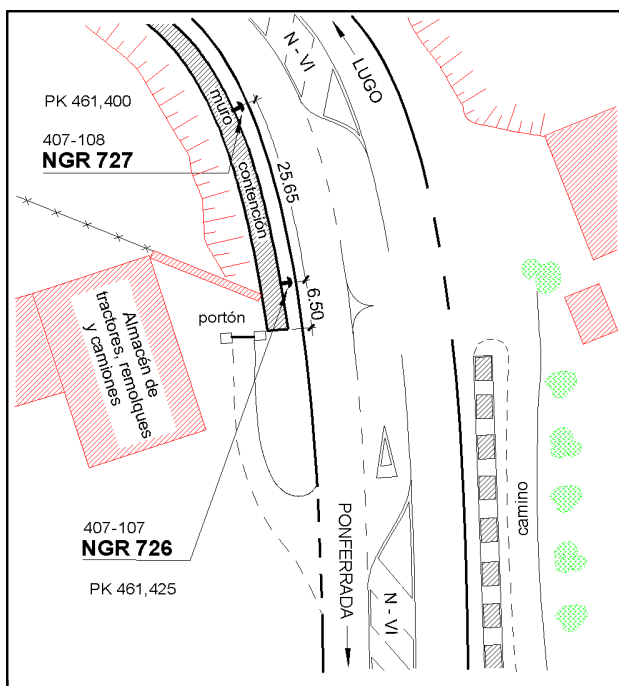 N - VI
LUGO
muro
PK 461,400
407-108
NGR 727
25.65
contención
6.50
portón
Almacén de
tractores, remolques
y camiones
407-107
NGR 726
PK 461,425
PONFERRADA
N - VI
camino